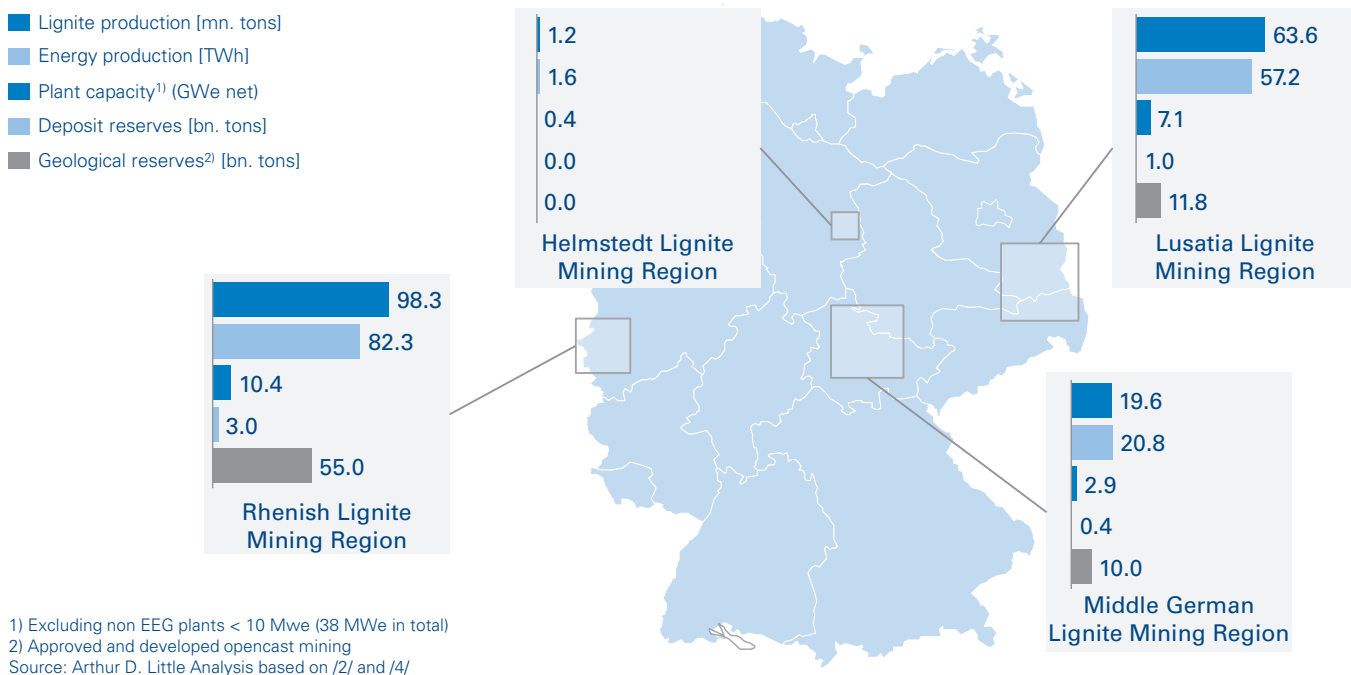 Lignite production [mn. tons]
Energy production [TWh]
Plant capacity1) (GWe net)
Deposit reserves [bn. tons]
Geological reserves2) [bn. tons]
1.2
1.6
0.4
0.0
0.0
Helmstedt Lignite
Mining Region
63.6
57.2
7.1
1.0
11.8
Lusatia Lignite
Mining Region
98.3
82.3
10.4
3.0
55.0
Rhenish Lignite
Mining Region
19.6
20.8
2.9
0.4
10.0
Middle German
Lignite Mining Region
1) Excluding non EEG plants < 10 Mwe (38 MWe in total)
2) Approved and developed opencast mining
Source: Arthur D. Little Analysis based on /2/ and /4/